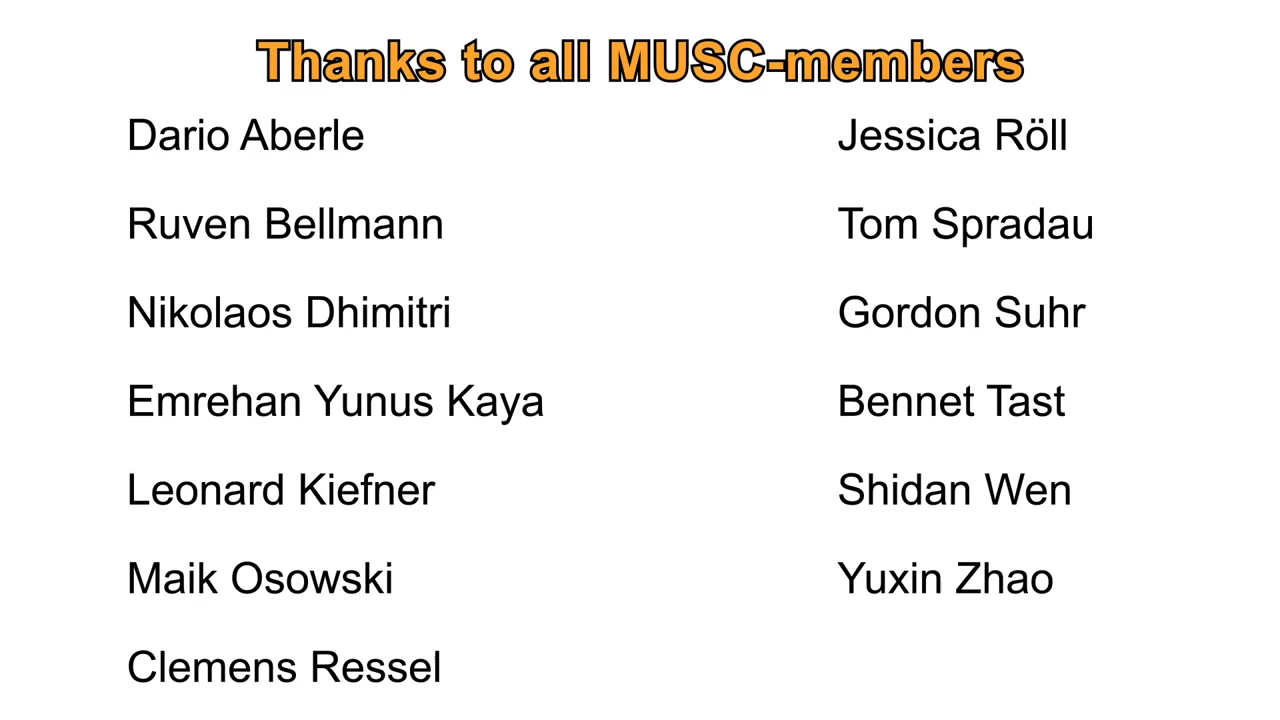 Thanks to all MUSC-members
Dario Aberle
Ruven Bellmann
Nikolaos Dhimitri
Emrehan Yunus Kaya
Leonard Kiefner
Maik Osowski
Clemens Ressel
Jessica Röll
Tom Spradau
Gordon Suhr
Bennet Tast
Shidan Wen
Yuxin Zhao